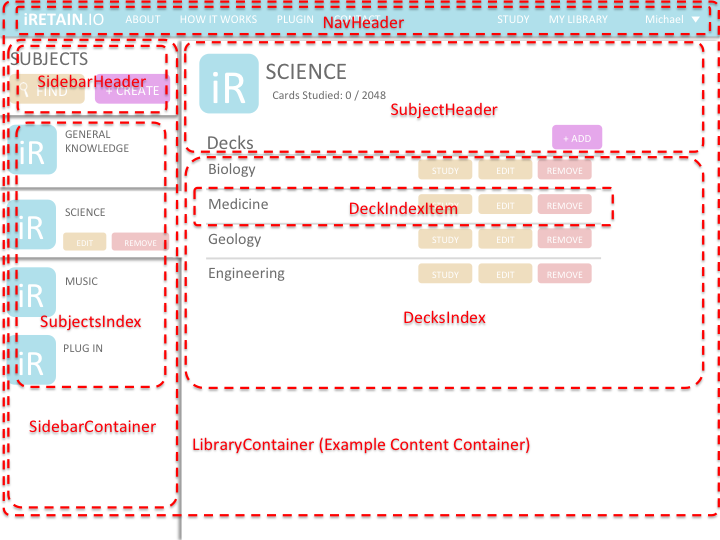 iRETAIN.IO ABOUT HOW IT WORKS PLUGIN NavHeader STUDY MY LIBRARY Michael
SUBJECTS
SidebarHeader
iR FIND + CREATE
iR SCIENCE
Cards Studied: 0 / 2048
SubjectHeader
Decks + ADD
iR GENERAL
KNOWLEDGE
Biology STUDY EDIT REMOVE
iR SCIENCE
EDIT REMOVE
Medicine DeckIndexItem EDIT REMOVE
Geology STUDY EDIT REMOVE
Engineering STUDY EDIT REMOVE
iR MUSIC
SubjectsIndex
DecksIndex
iR PLUG IN
SidebarContainer
LibraryContainer (Example Content Container)